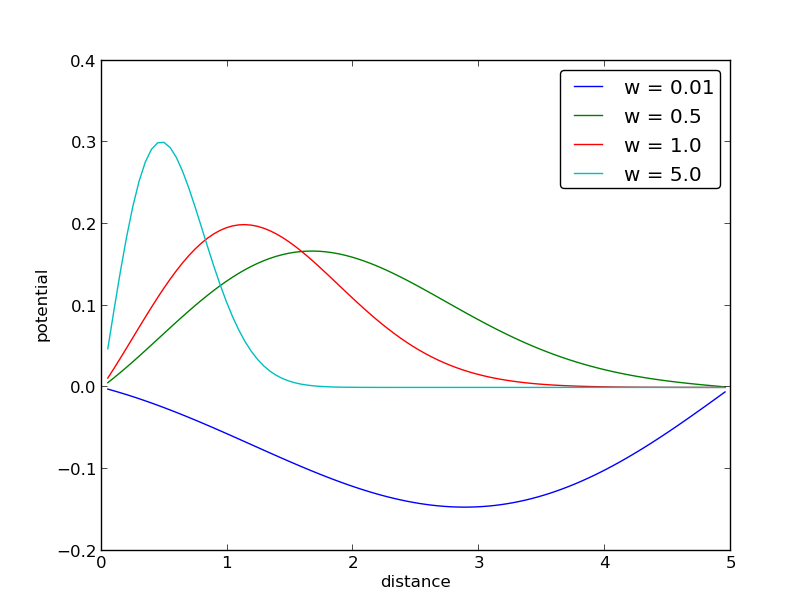 0.4
0.3
0.2
0.1
0.0
−0.1
−0.2
potential
0
1
2
3
4
5
distance
w = 0.01
w = 0.5
w = 1.0
w = 5.0